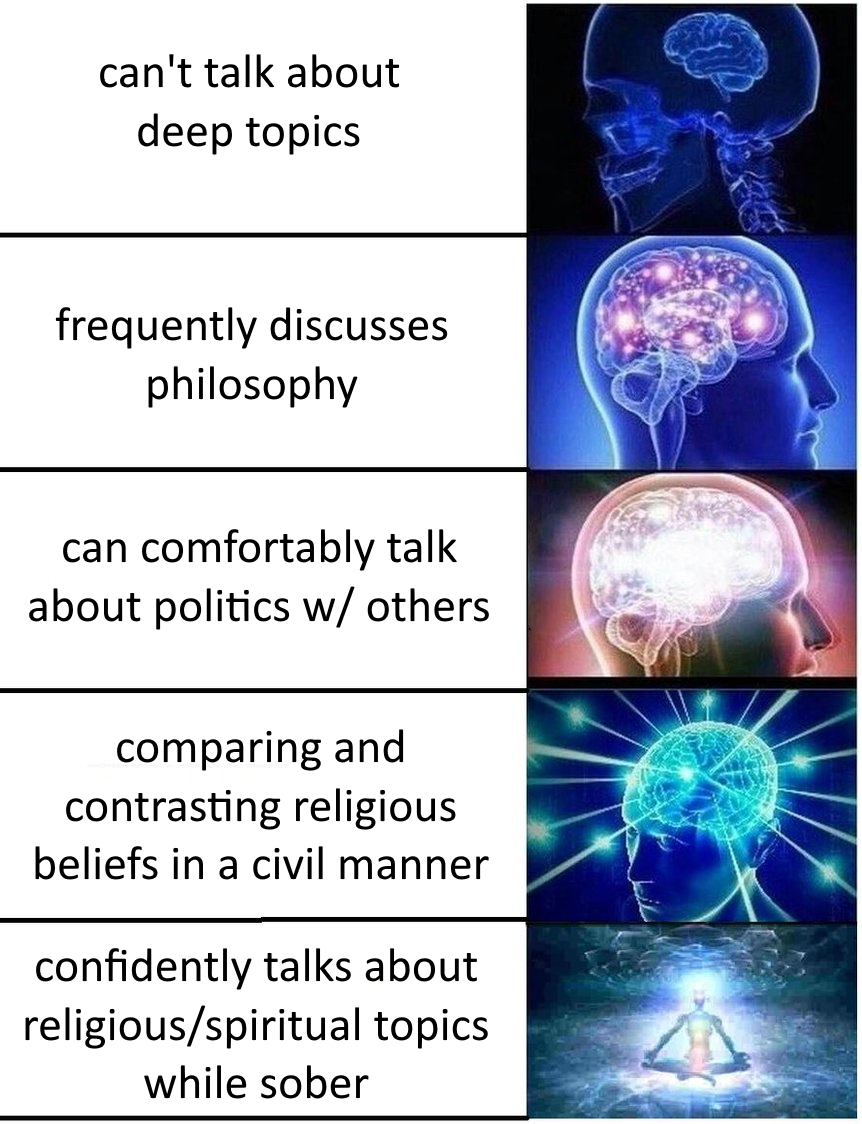 can't talk about
deep topics
frequently discusses
philosophy
can comfortably talk
about politics w/ others
comparing and
contrasting religious
beliefs in a civil manner
confidently talks about
religious/spiritual topics
while sober